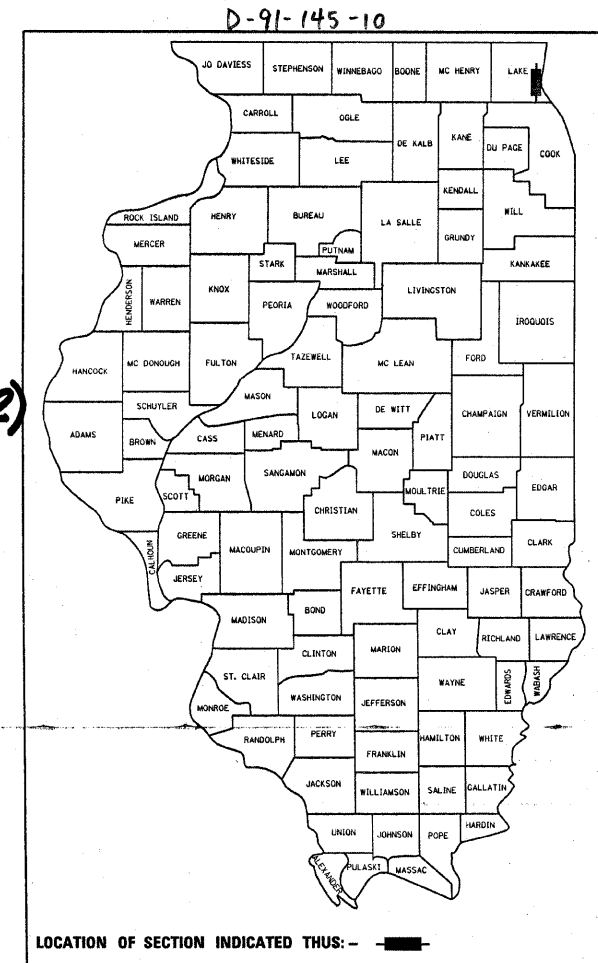 D-91-145-10
JO DAVIESS STEPHENSON WINNEBAGO BOONE MC HENRY LAKE
CARROLL OGLE DE KALB KANE DU PAGE COOK
WHITESIDE LEE
KENDALL
ROCK ISLAND HENRY BUREAU LA SALLE WILL
MERCER PUTNAM GRUNDY
STARK MARSHALL KANKAKEE
HENDERSON WARREN KNOX PEORIA WOODFORD LIVINGSTON IROQUOIS
HANCOCK MC DONOUGH FULTON TAZEWELL MC LEAN FORD
MASON
SCHUYLER LOGAN DE WITT CHAMPAIGN VERMILION
ADAMS BROWN CASS MENARD PIATT
MACON
MORGAN SANGAMON DOUGLAS
PIKE SCOTT MOULTRIE EDGAR
CHRISTIAN COLES
GREENE SHELBY
CALHOUN MACOUPIN MONTGOMERY CUMBERLAND CLARK
JERSEY FAYETTE EFFINGHAM JASPER CRAWFORD
MADISON BOND
CLAY RICHLAND LAWRENCE
CLINTON MARION
ST. CLAIR WAYNE EDWARDS WABASH
WASHINGTON
MONROE JEFFERSON
RANDOLPH PERRY HAMILTON WHITE
FRANKLIN
JACKSON WILLIAMSON SALINE GALLATIN
HARDIN
UNION JOHNSON POPE
ALEXANDER PULASKI MASSAC
LOCATION OF SECTION INDICATED THUS: -